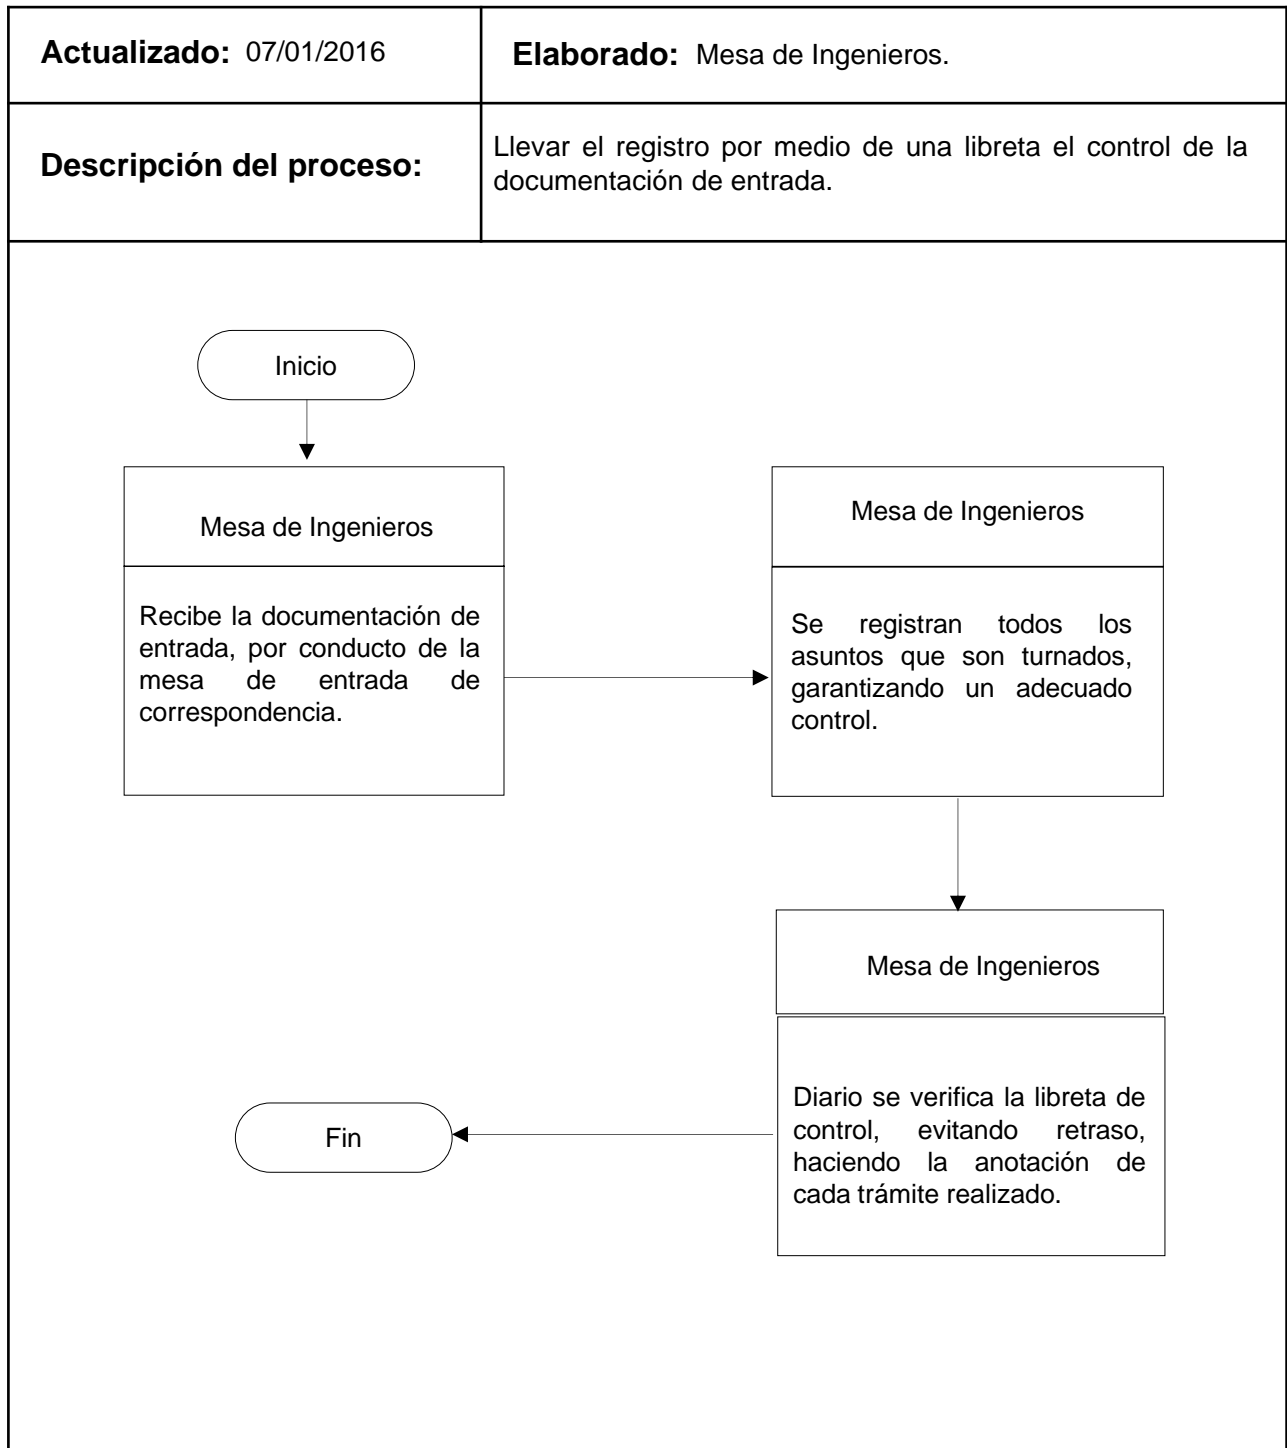 Actualizado: 07/01/2016
Elaborado: Mesa de Ingenieros.
Descripción del proceso:
Llevar el registro por medio de una libreta el control de la
documentación de entrada.
Inicio
Mesa de Ingenieros
Recibe la documentación de
entrada, por conducto de la
mesa de entrada de
correspondencia.
Mesa de Ingenieros
Se registran todos los
asuntos que son turnados,
garantizando un adecuado
control.
Mesa de Ingenieros
Diario se verifica la libreta de
control, evitando retraso,
haciendo la anotación de
cada trámite realizado.
Fin